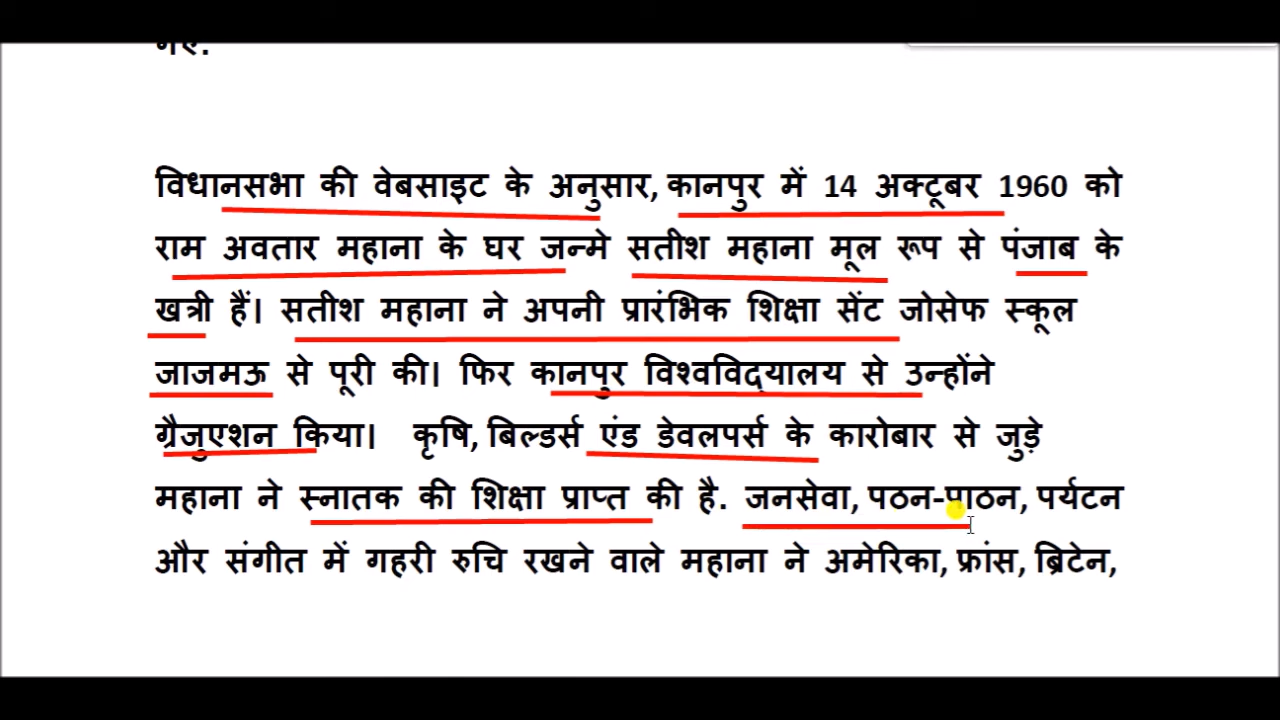 विधानसभा की वेबसाइट के अनुसार, कानपुर में 14 अक्टूबर 1960 को
राम अवतार महाना के घर जन्मे सतीश महाना मूल रूप से पंजाब के
खत्री हैं। सतीश महाना ने अपनी प्रारंभिक शिक्षा सेंट जोसेफ स्कूल
जाजमऊ से पूरी की। फिर कानपुर विश्वविद्यालय से उन्होंने
ग्रैजुएशन किया। कृषि, बिल्डर्स एंड डेवलपर्स के कारोबार से जुड़े
महाना ने स्नातक की शिक्षा प्राप्त की है. जनसेवा, पठन-पाठन, पर्यटन
और संगीत में गहरी रुचि रखने वाले महाना ने अमेरिका, फ्रांस, ब्रिटेन,